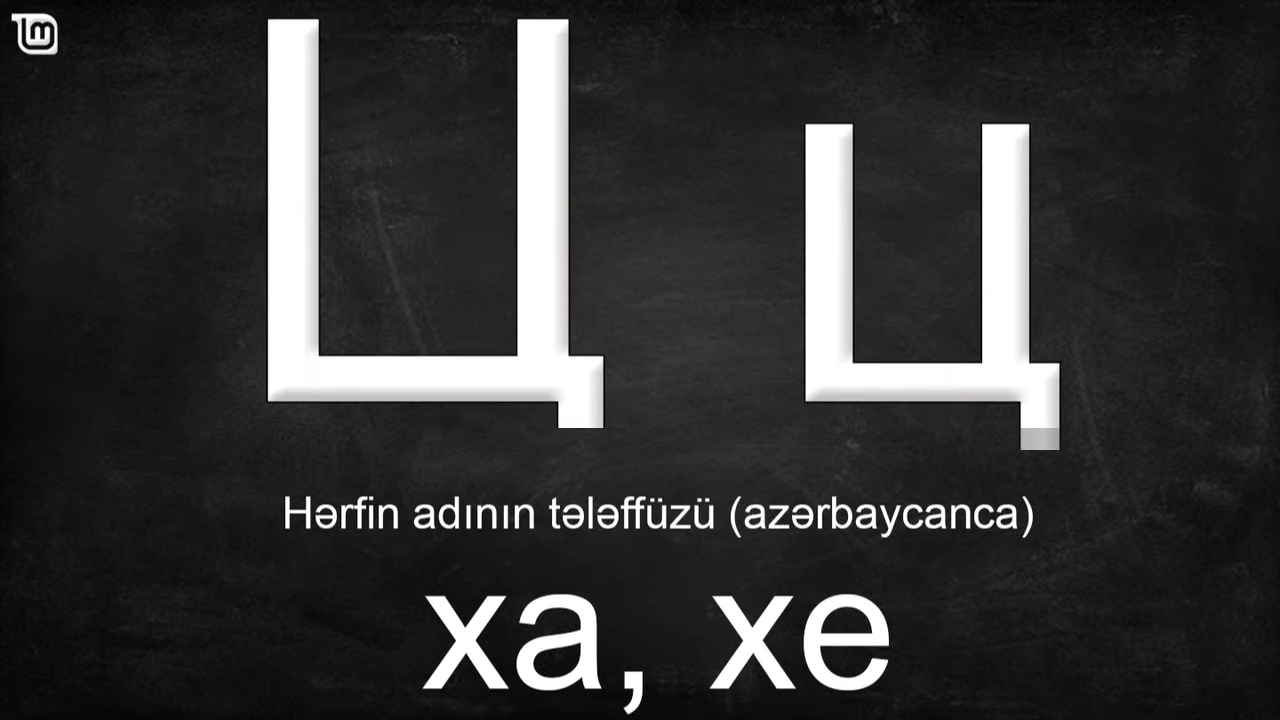 Ц ц
Hərfin adının tələffüzü (azərbaycanca)
xa, xe